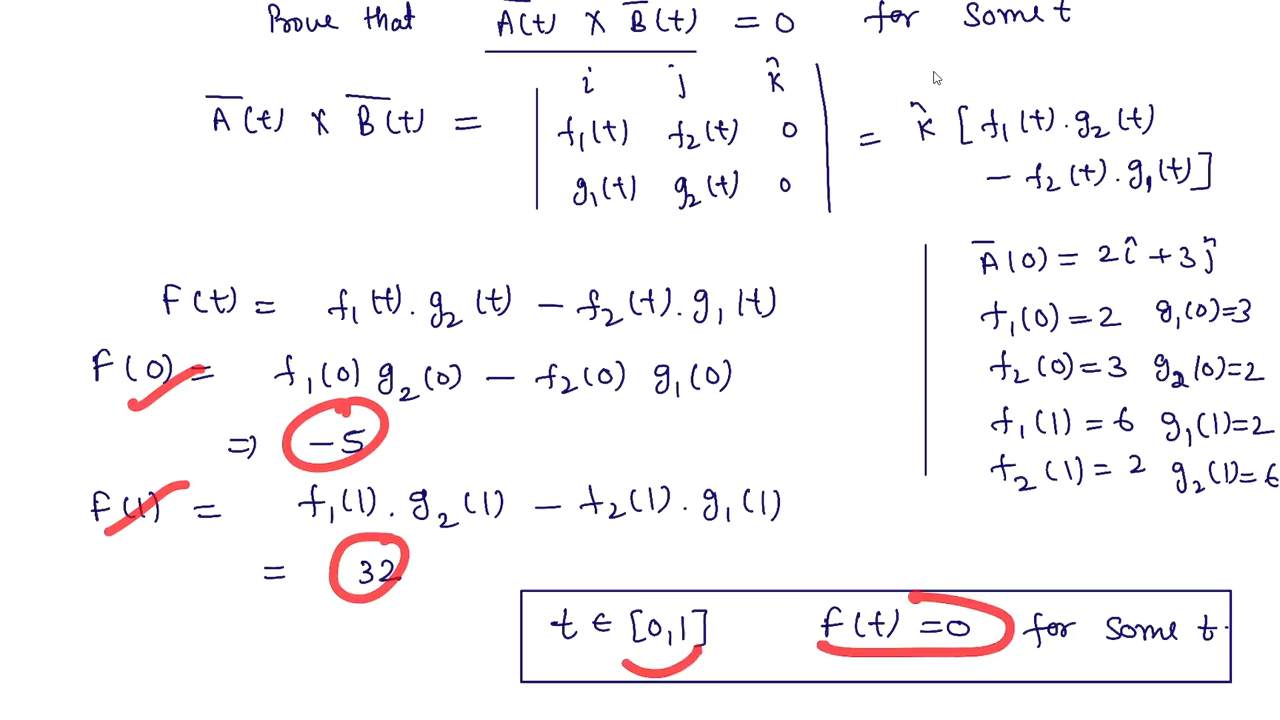 Prove that A̅(t) × B̅(t) = 0 for some t
A̅(t) × B̅(t) = | i j k̂ | = k̂ [f₁(t).g₂(t)
f₁(t) f₂(t) 0
− f₂(t).g₁(t)]
g₁(t) g₂(t) 0
A̅(0) = 2î + 3ĵ
F(t) = f₁(t).g₂(t) − f₂(t).g₁(t)
f₁(0) = 2 g₁(0)=3
F(0) = f₁(0) g₂(0) − f₂(0) g₁(0)
f₂(0) = 3 g₂(0)=2
⇒ −5
f₁(1) = 6 g₁(1)=2
f₂(1) = 2 g₂(1)=6
F(1) = f₁(1).g₂(1) − f₂(1).g₁(1)
= 32
t ∈ [0,1] F(t) = 0 for some t.